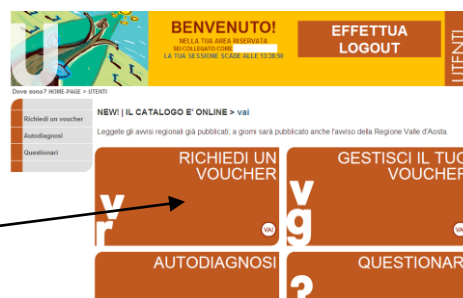 BENVENUTO!
NELLA TUA AREA RISERVATA
SEI COLLEGATO COME
LA TUA SESSIONE SCADE ALLE 13:38:50
EFFETTUA
LOGOUT
UTENTI
U
Dove sono? HOME-PAGE > UTENTI
Richiedi un voucher
Autodiagnosi
Questionari
NEW! | IL CATALOGO E' ONLINE > vai
Leggete gli avvisi regionali già pubblicati; a giorni sarà pubblicato anche l'avviso della Regione Valle d'Aosta.
RICHIEDI UN
VOUCHER
vr
VAI
GESTISCI IL TUO
VOUCHER
vg
VAI
AUTODIAGNOSI
QUESTIONAR
?